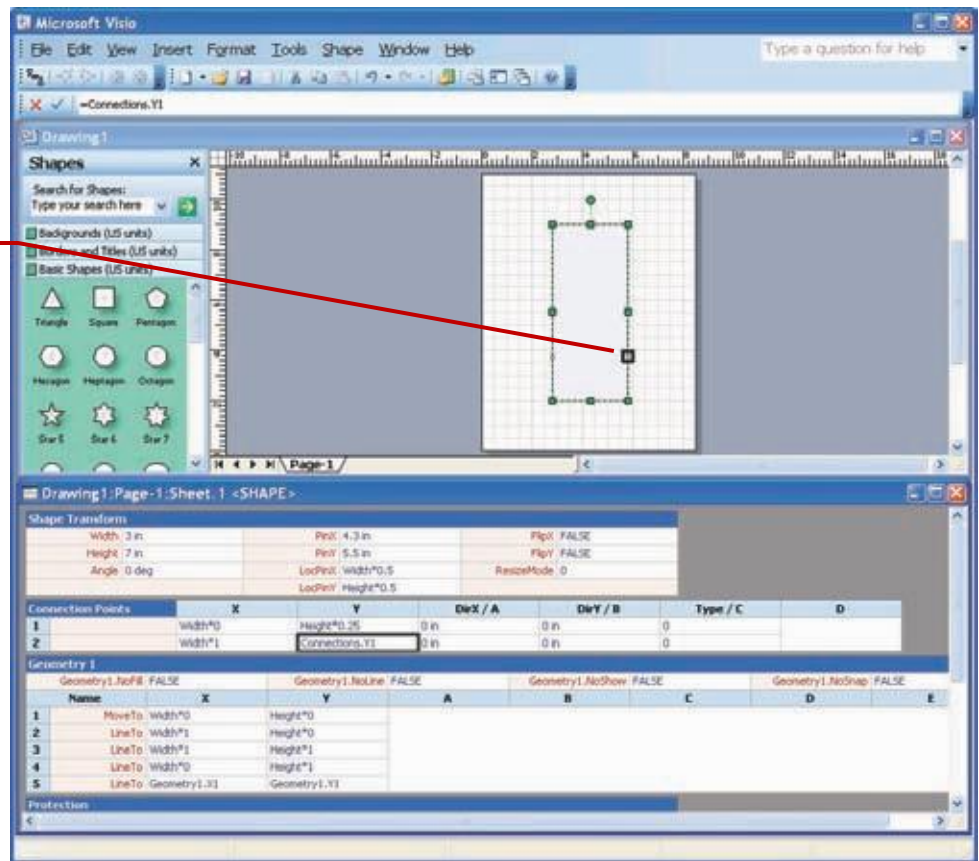 Microsoft Visio
File Edit View Insert Format Tools Shape Window Help Type a question for help
=Connections.Y1
Drawing1
Shapes
Search for Shapes:
Type your search here
Backgrounds (US units)
Borders and Titles (US units)
Basic Shapes (US units)
Triangle Square Pentagon
Hexagon Heptagon Octagon
Star 5 Star 6 Star 7
Page-1
Drawing1:Page-1:Sheet.1 <SHAPE>
Shape Transform
Width 3 in PinX 4.3 in FlipX FALSE
Height 7 in PinY 5.5 in FlipY FALSE
Angle 0 deg LocPinX Width*0.5 ResizeMode 0
LocPinY Height*0.5
Connection Points X Y DirX / A DirY / B Type / C D
1 Width*0 Height*0.25 0 in 0 in 0
2 Width*1 Connections.Y1 0 in 0 in 0
Geometry 1
Geometry1.NoFill FALSE Geometry1.NoLine FALSE Geometry1.NoShow FALSE Geometry1.NoSnap FALSE
Name X Y A B C D E
1 MoveTo Width*0 Height*0
2 LineTo Width*1 Height*0
3 LineTo Width*1 Height*1
4 LineTo Width*0 Height*1
5 LineTo Geometry1.X1 Geometry1.Y1
Protection